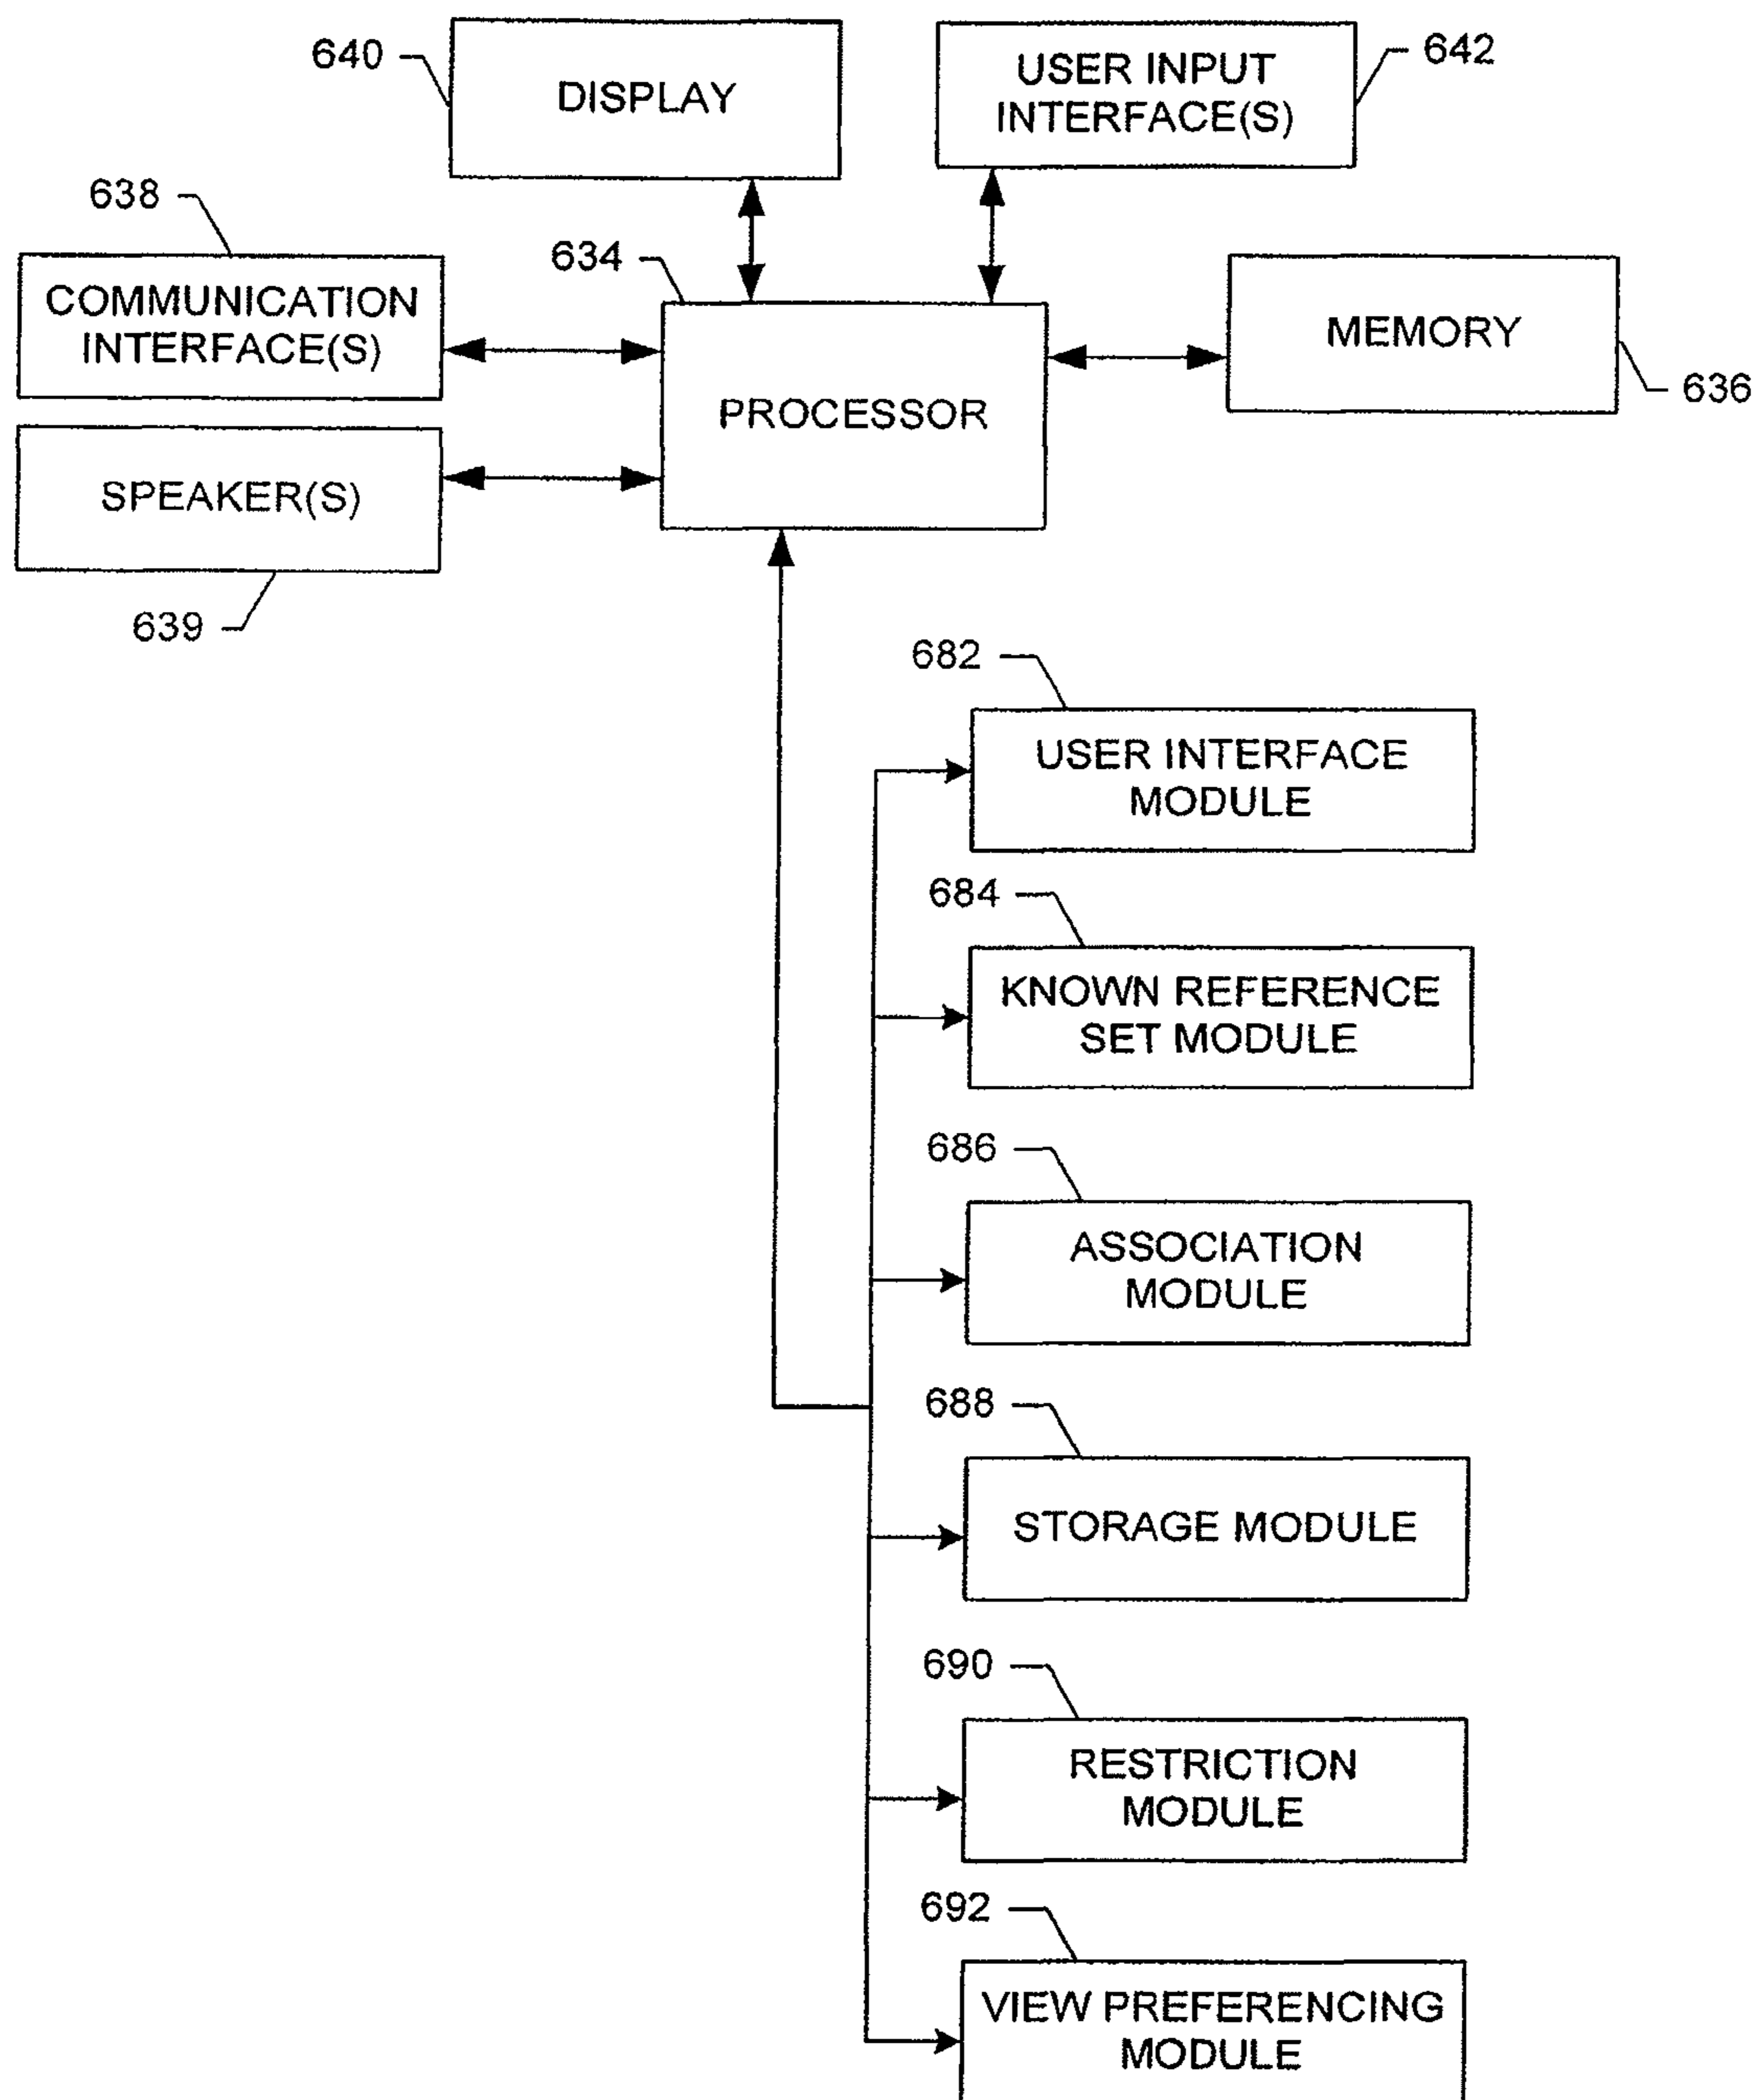 640
DISPLAY
USER INPUT
INTERFACE(S)
642
638
COMMUNICATION
INTERFACE(S)
634
PROCESSOR
MEMORY
636
SPEAKER(S)
639
682
USER INTERFACE
MODULE
684
KNOWN REFERENCE
SET MODULE
686
ASSOCIATION
MODULE
688
STORAGE MODULE
690
RESTRICTION
MODULE
692
VIEW PREFERENCING
MODULE